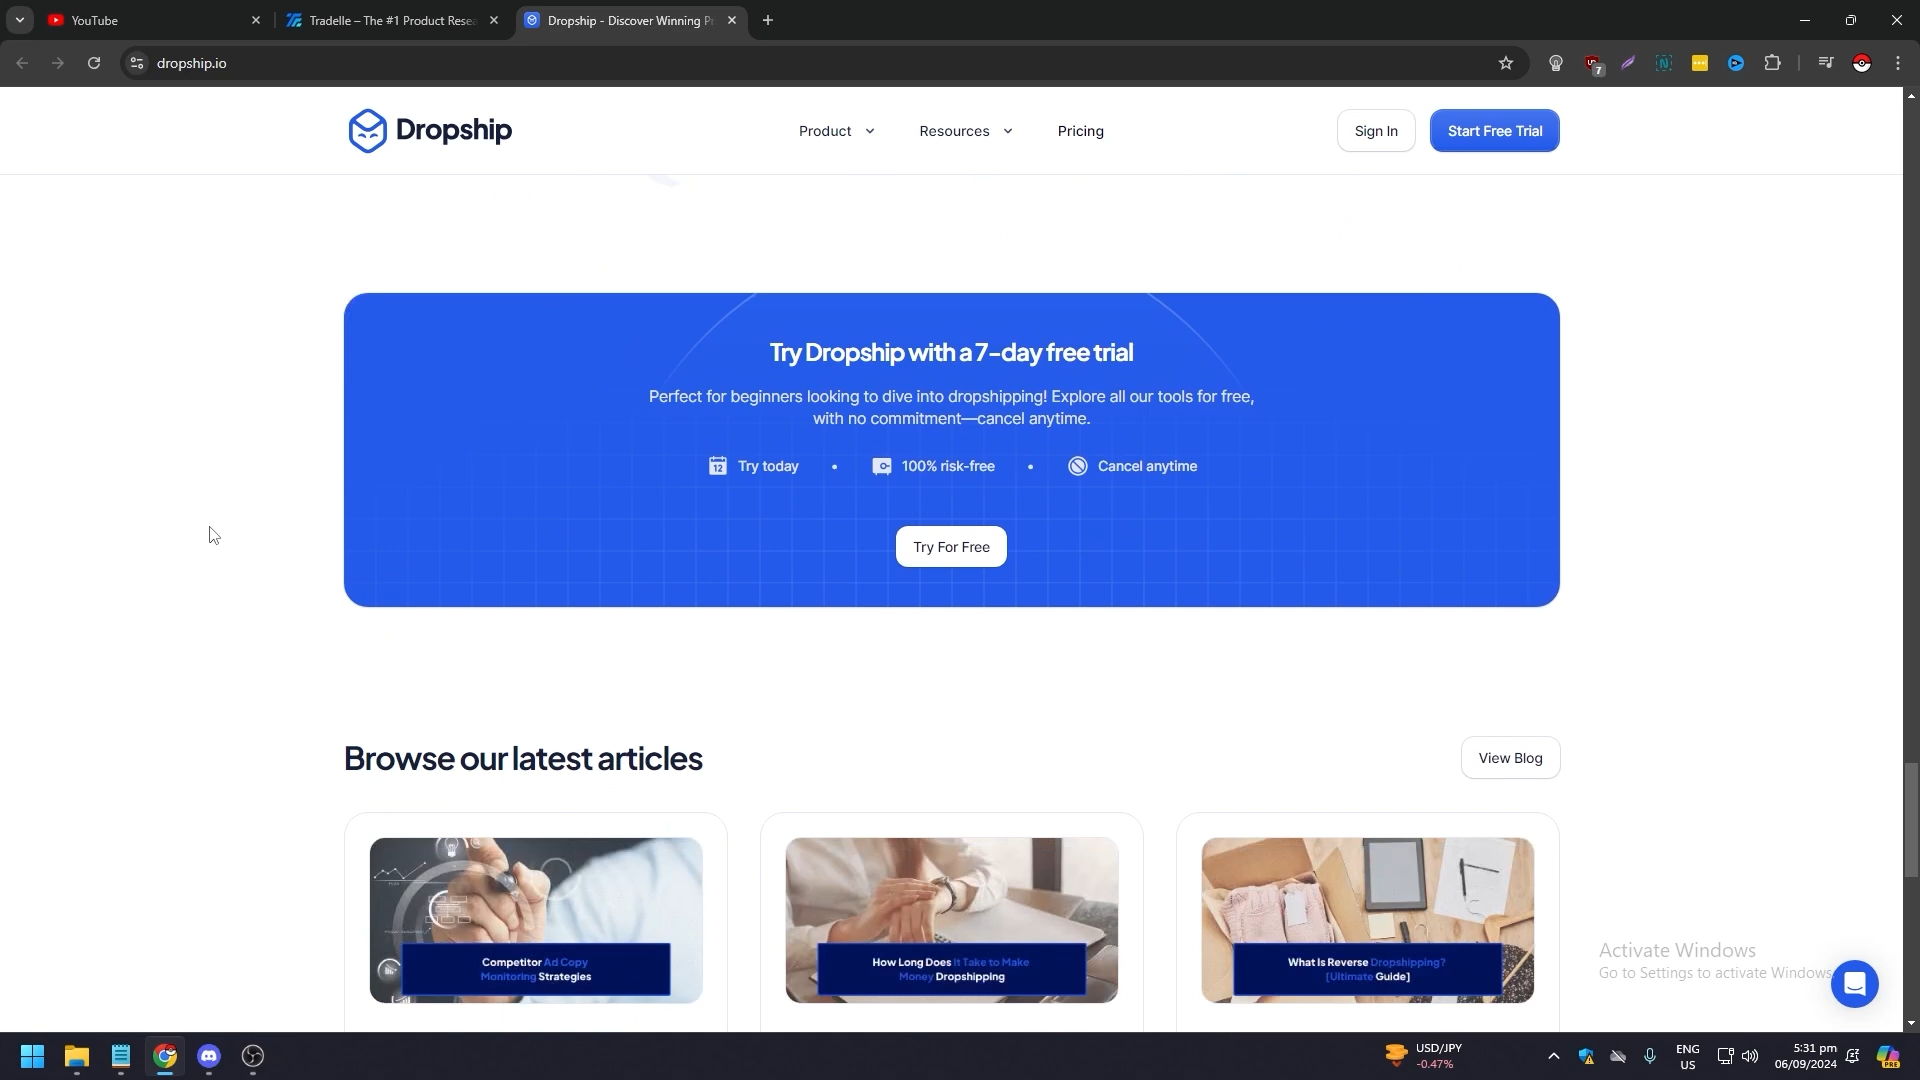 YouTube
Tradelle – The #1 Product Resea
Dropship - Discover Winning Pr
dropship.io
7
Dropship
Product
Resources
Pricing
Sign In
Start Free Trial
Try Dropship with a 7-day free trial
Perfect for beginners looking to dive into dropshipping! Explore all our tools for free,
with no commitment—cancel anytime.
12
Try today
100% risk-free
Cancel anytime
Try For Free
Browse our latest articles
View Blog
Competitor Ad Copy
Monitoring Strategies
How Long Does It Take to Make
Money Dropshipping
What Is Reverse Dropshipping?
[Ultimate Guide]
Activate Windows
Go to Settings to activate Windows.
USD/JPY
-0.47%
ENG
US
5:31 pm
06/09/2024
PRE